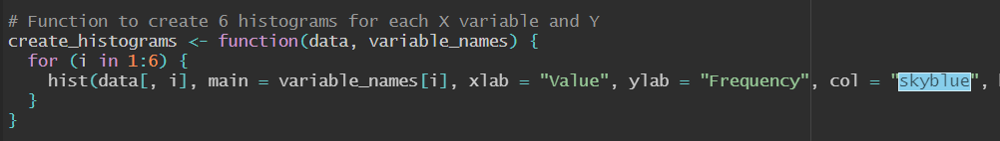 # Function to create 6 histograms for each X variable and Y
create_histograms <- function(data, variable_names) {
for (i in 1:6) {
hist(data[, i], main = variable_names[i], xlab = "Value", ylab = "Frequency", col = "skyblue",
}
}